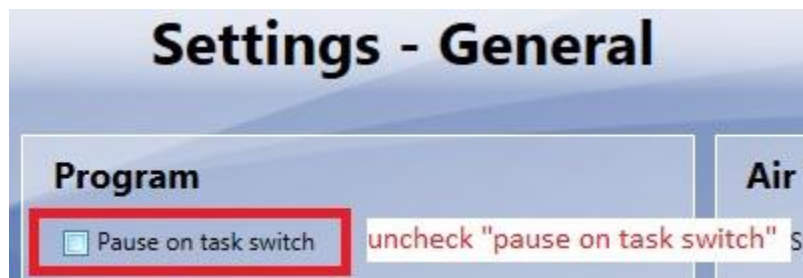 Settings - General
Program
Air
Pause on task switch
uncheck "pause on task switch"